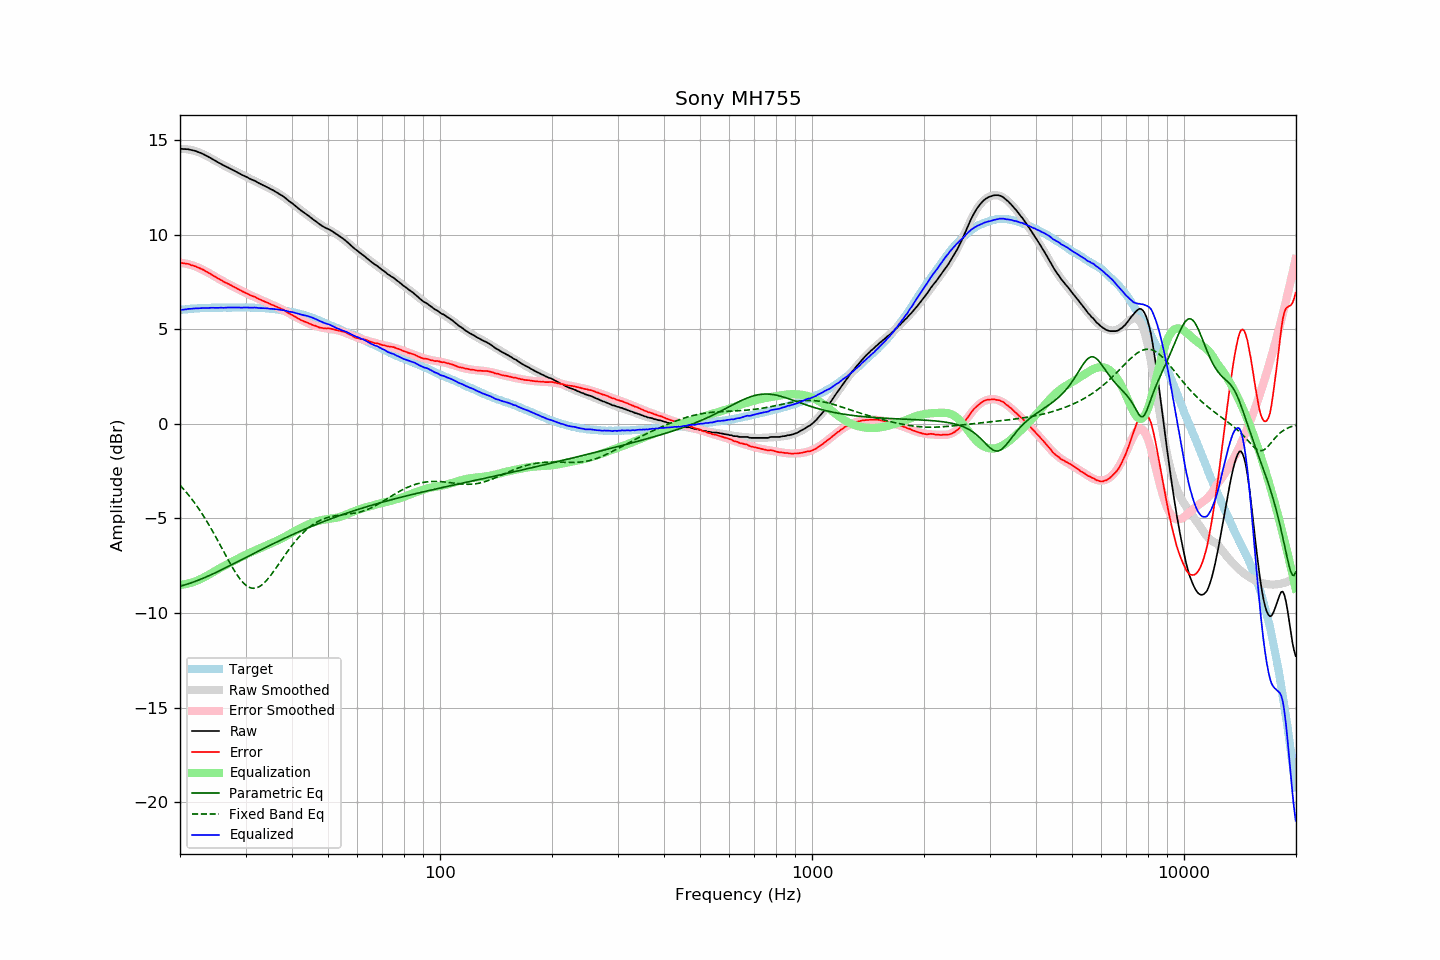 Sony MH755
15
10
5
0
−5
−10
−15
−20
Amplitude (dBr)
Target
Raw Smoothed
Error Smoothed
Raw
Error
Equalization
Parametric Eq
Fixed Band Eq
Equalized
100
1000
10000
Frequency (Hz)